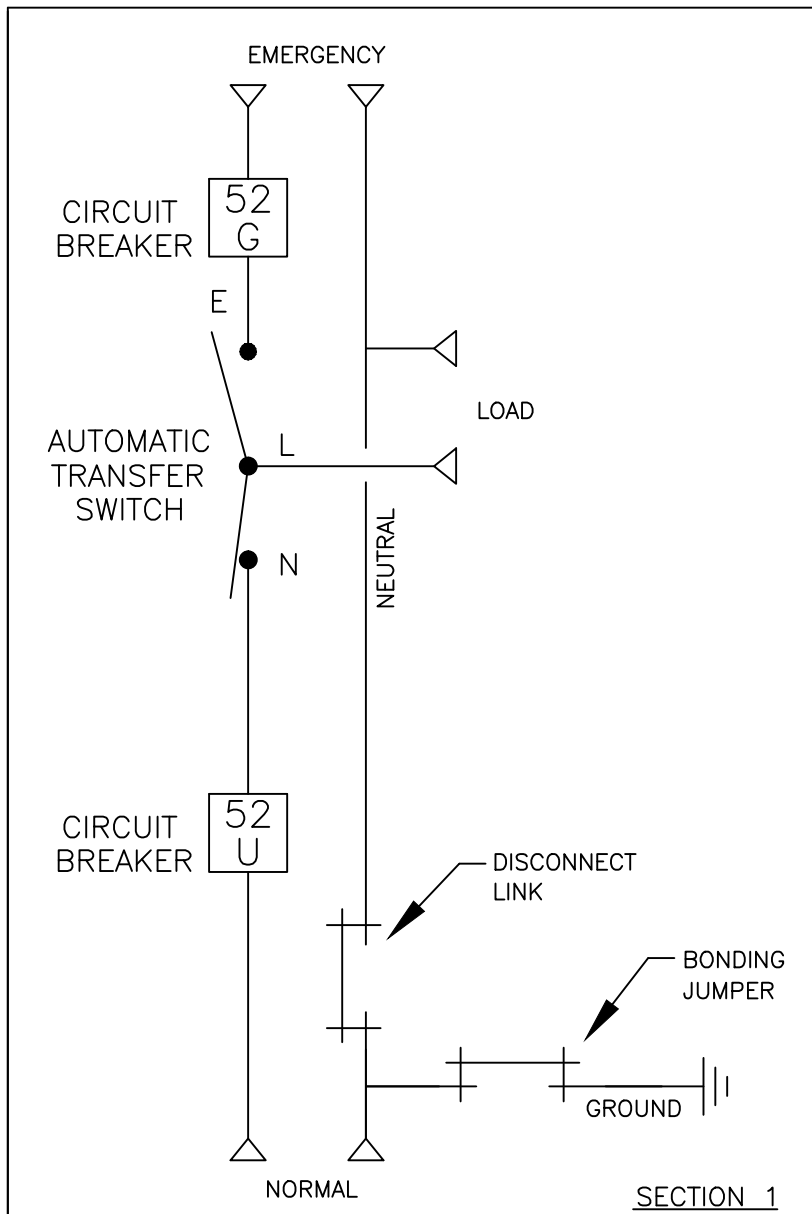 EMERGENCY
52
G
CIRCUIT
BREAKER
E
LOAD
AUTOMATIC
TRANSFER
SWITCH
L
N
NEUTRAL
52
U
CIRCUIT
BREAKER
DISCONNECT
LINK
BONDING
JUMPER
GROUND
NORMAL
SECTION 1